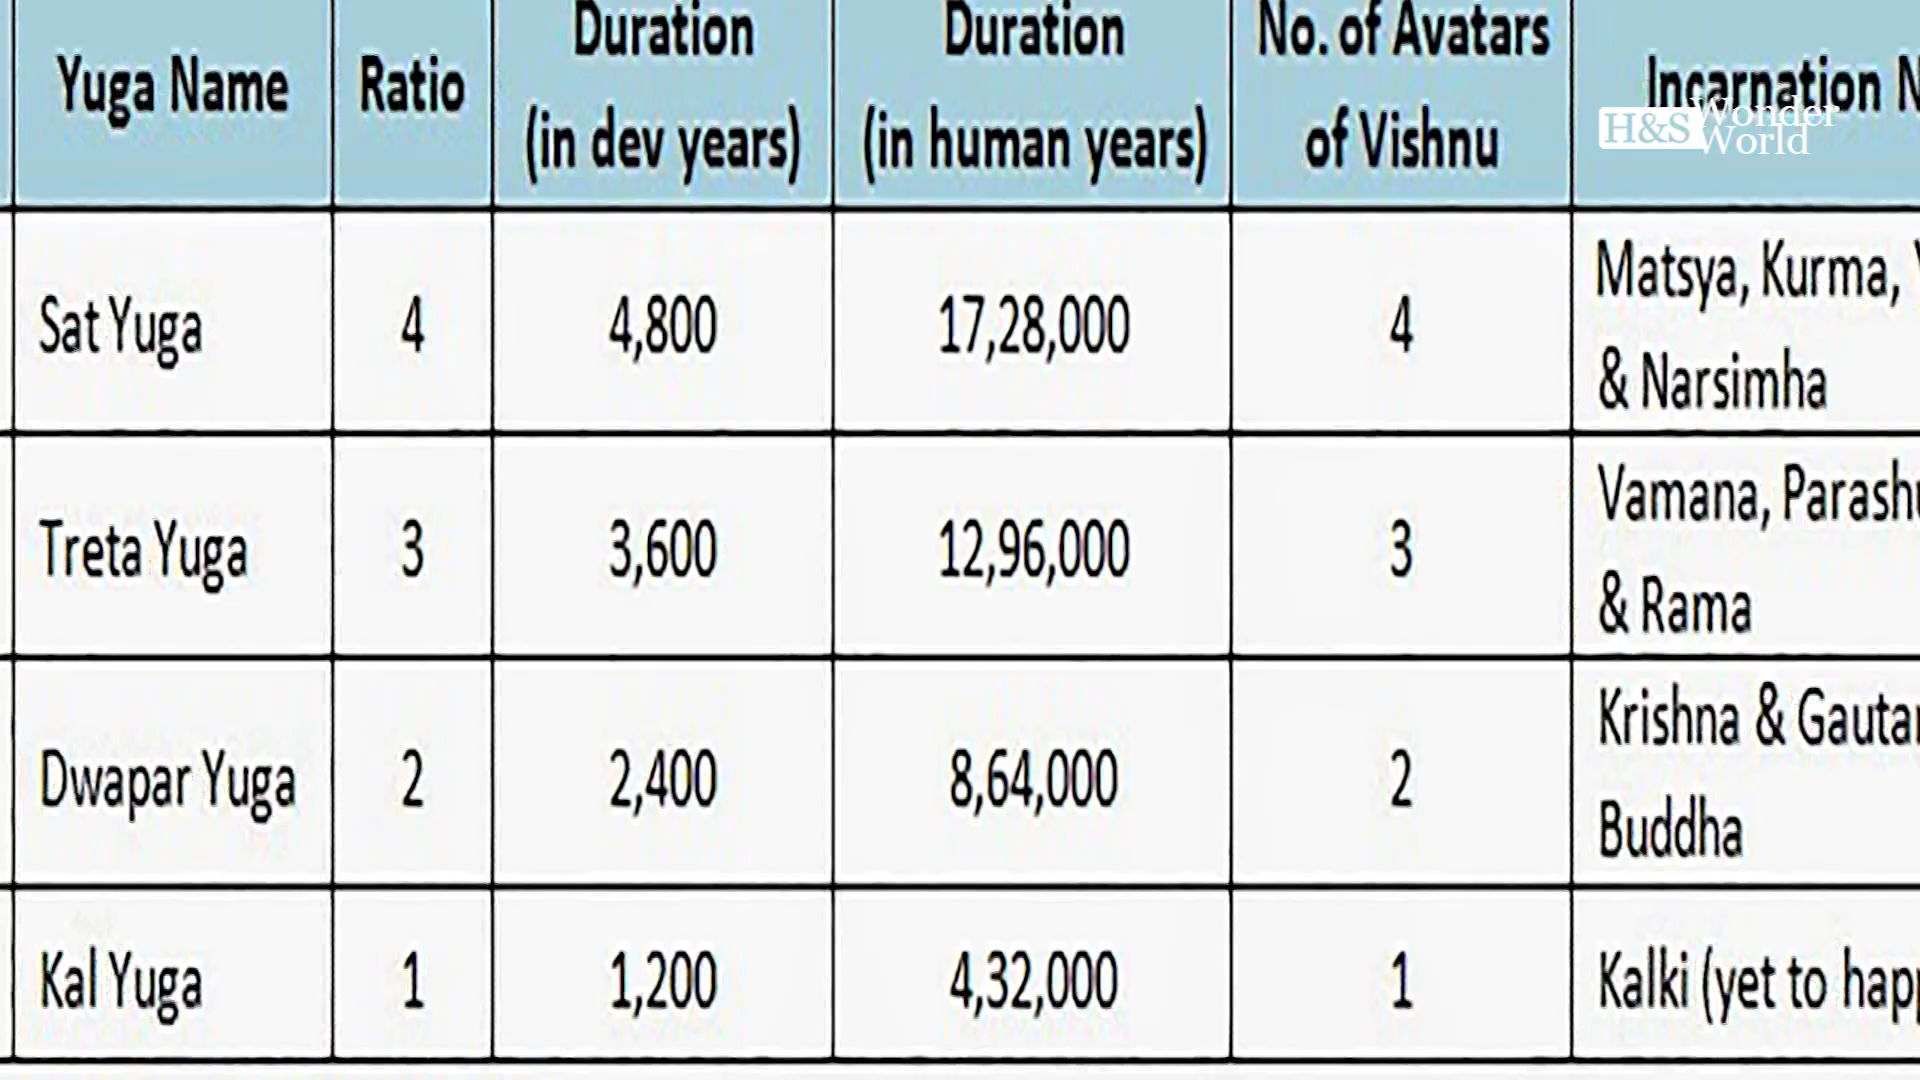 Yuga Name
Ratio
Duration
(in dev years)
Duration
(in human years)
No. of Avatars
of Vishnu
Incarnation
H&S Wonder
World
Sat Yuga
4
4,800
17,28,000
4
Matsya, Kurma,
& Narsimha
Treta Yuga
3
3,600
12,96,000
3
Vamana,
& Rama
Dwapar Yuga
2
2,400
8,64,000
2
Krishna &
Buddha
Kal Yuga
1
1,200
4,32,000
1
Kalki (yet to